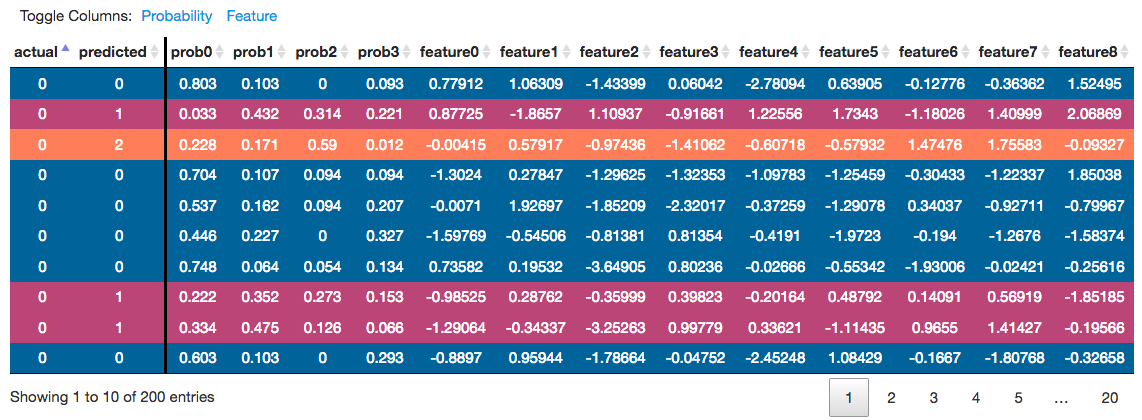 Toggle Columns: Probability Feature
actual predicted prob0 prob1 prob2 prob3 feature0 feature1 feature2 feature3 feature4 feature5 feature6 feature7 feature8
0 0 0.803 0.103 0 0.093 0.77912 1.06309 -1.43399 0.06042 -2.78094 0.63905 -0.12776 -0.36362 1.52495
0 1 0.033 0.432 0.314 0.221 0.87725 -1.8657 1.10937 -0.91661 1.22556 1.7343 -1.18026 1.40999 2.06869
0 2 0.228 0.171 0.59 0.012 -0.00415 0.57917 -0.97436 -1.41062 -0.60718 -0.57932 1.47476 1.75583 -0.09327
0 0 0.704 0.107 0.094 0.094 -1.3024 0.27847 -1.29625 -1.32353 -1.09783 -1.25459 -0.30433 -1.22337 1.85038
0 0 0.537 0.162 0.094 0.207 -0.0071 1.92697 -1.85209 -2.32017 -0.37259 -1.29078 0.34037 -0.92711 -0.79967
0 0 0.446 0.227 0 0.327 -1.59769 -0.54506 -0.81381 0.81354 -0.4191 -1.9723 -0.194 -1.2676 -1.58374
0 0 0.748 0.064 0.054 0.134 0.73582 0.19532 -3.64905 0.80236 -0.02666 -0.55342 -1.93006 -0.02421 -0.25616
0 1 0.222 0.352 0.273 0.153 -0.98525 0.28762 -0.35999 0.39823 -0.20164 0.48792 0.14091 0.56919 -1.85185
0 1 0.334 0.475 0.126 0.066 -1.29064 -0.34337 -3.25263 0.99779 0.33621 -1.11435 0.9655 1.41427 -0.19566
0 0 0.603 0.103 0 0.293 -0.8897 0.95944 -1.78664 -0.04752 -2.45248 1.08429 -0.1667 -1.80768 -0.32658
Showing 1 to 10 of 200 entries 1 2 3 4 5 … 20